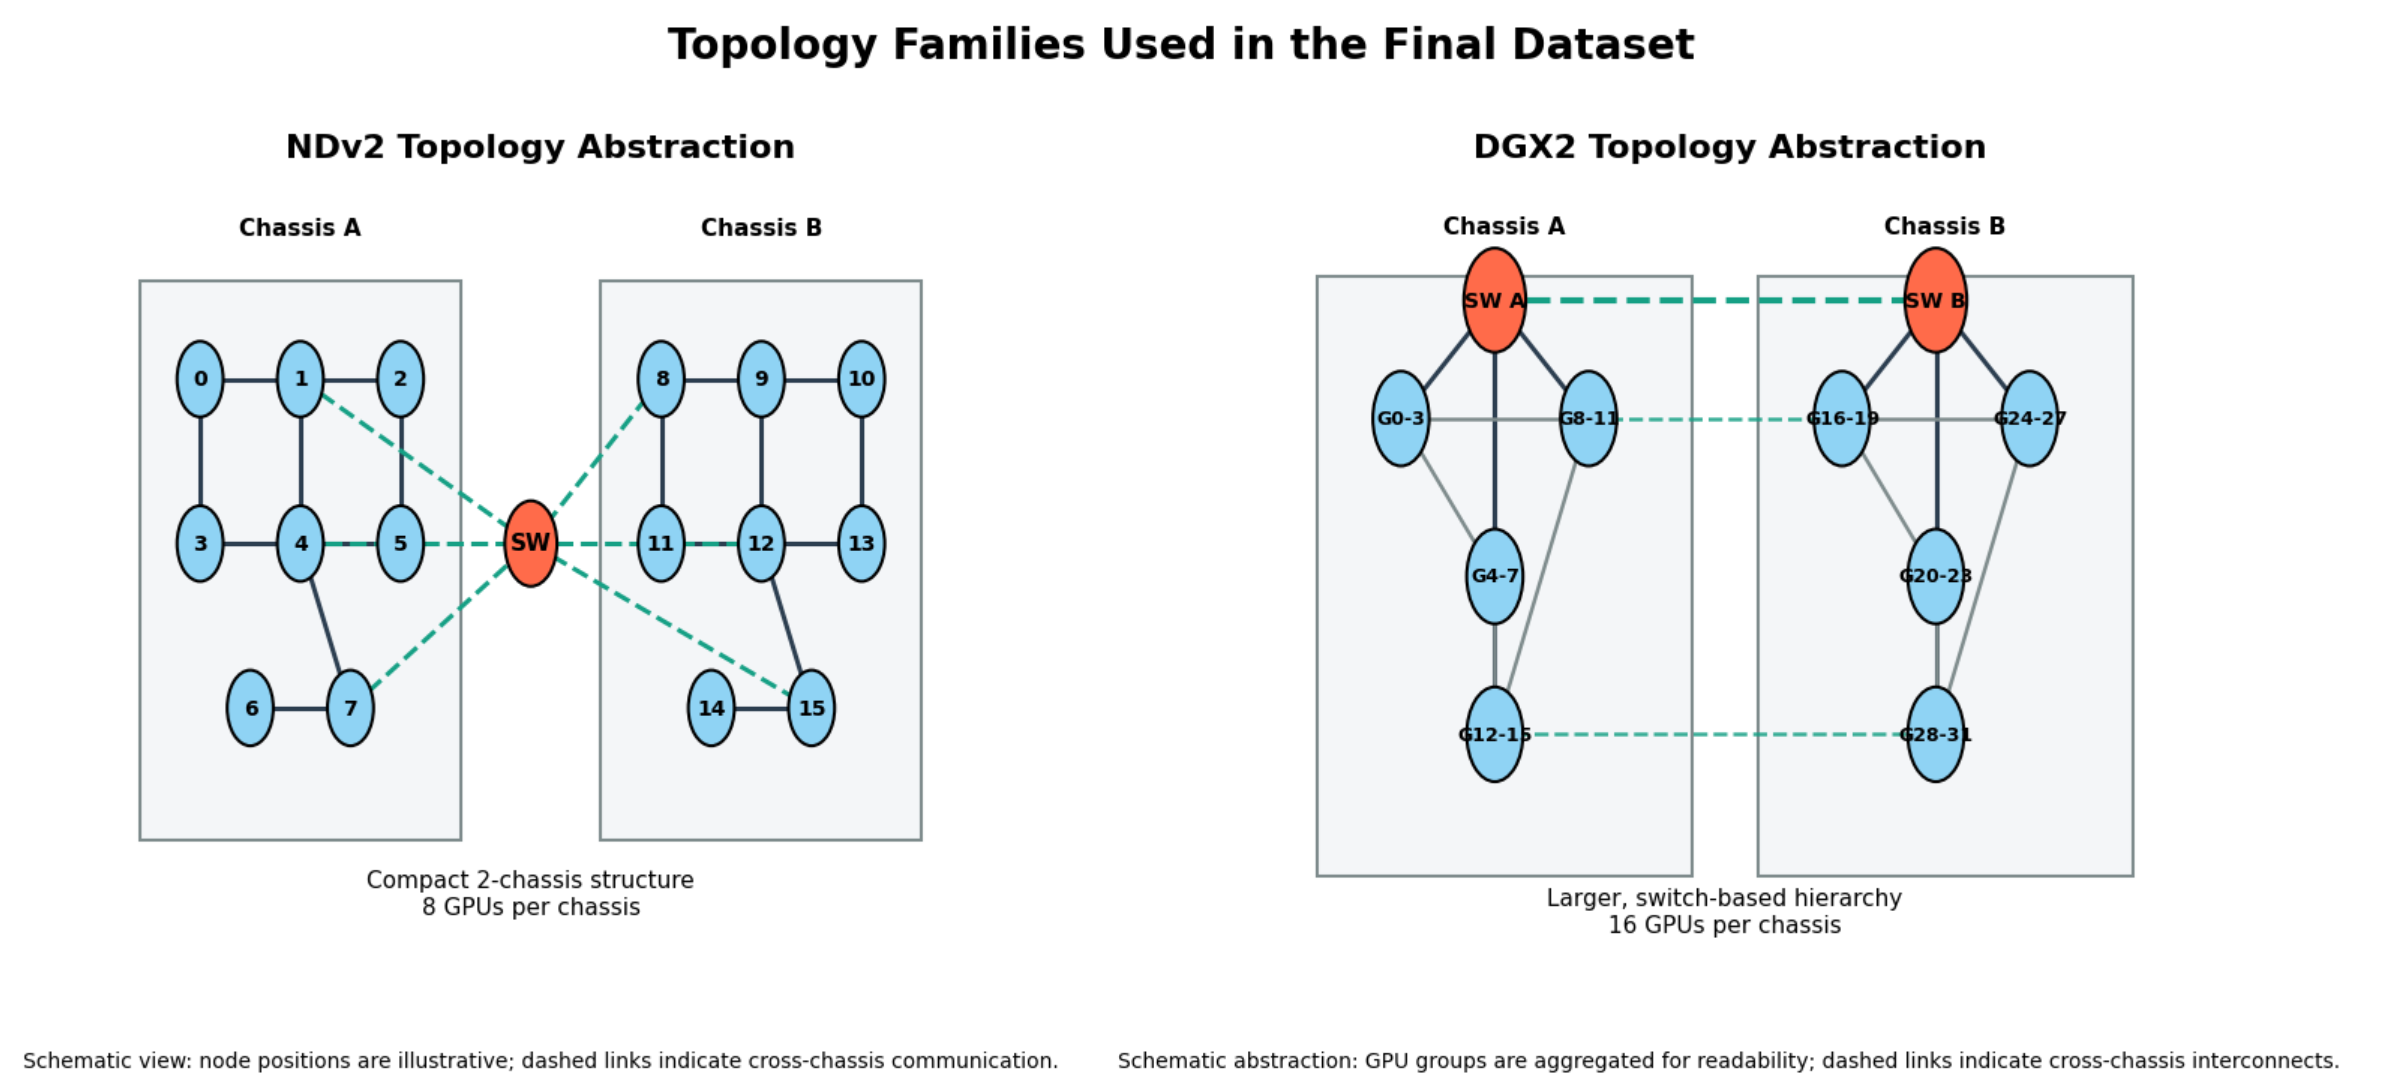 Topology Families Used in the Final Dataset
NDv2 Topology Abstraction
Chassis A
Chassis B
0
1
2
8
9
10
3
4
5
SW
11
12
13
6
7
14
15
Compact 2-chassis structure
8 GPUs per chassis
Schematic view: node positions are illustrative; dashed links indicate cross-chassis communication.
DGX2 Topology Abstraction
Chassis A
Chassis B
SW A
SW B
G0-3
G8-11
G16-19
G24-27
G4-7
G20-23
G12-15
G28-31
Larger, switch-based hierarchy
16 GPUs per chassis
Schematic abstraction: GPU groups are aggregated for readability; dashed links indicate cross-chassis interconnects.